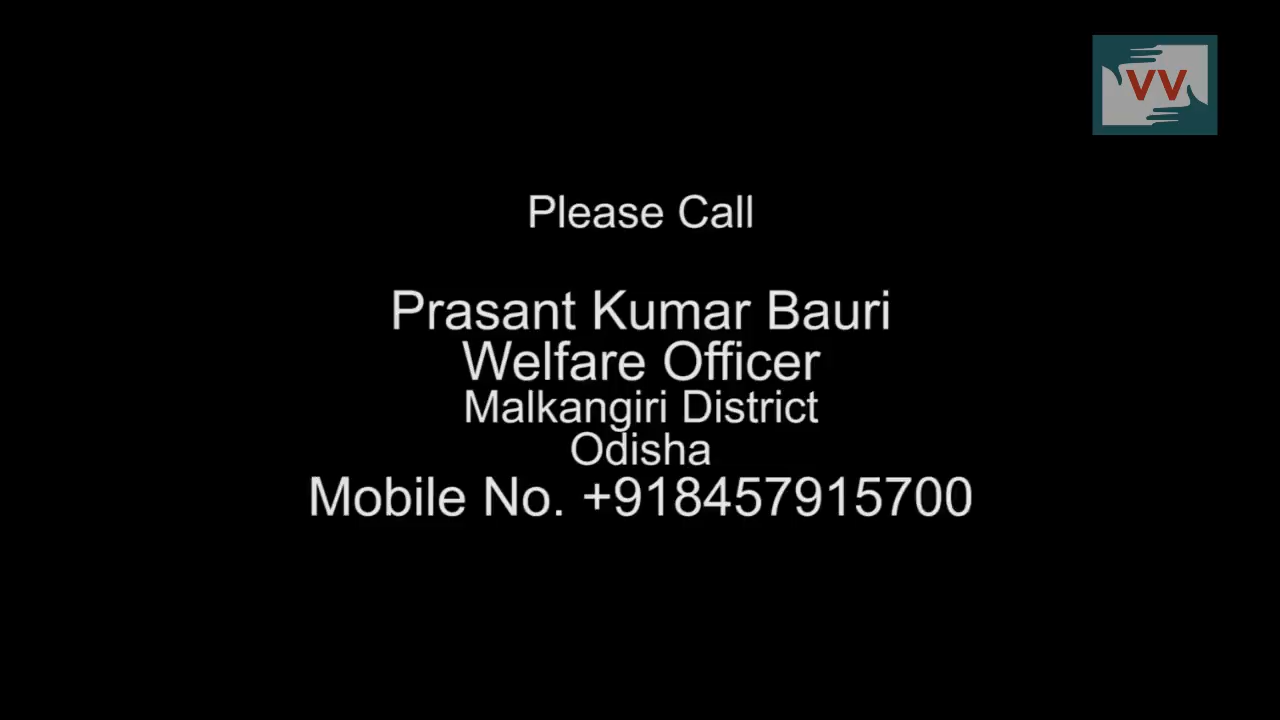 VV
Please Call
Prasant Kumar Bauri
Welfare Officer
Malkangiri District
Odisha
Mobile No. +918457915700